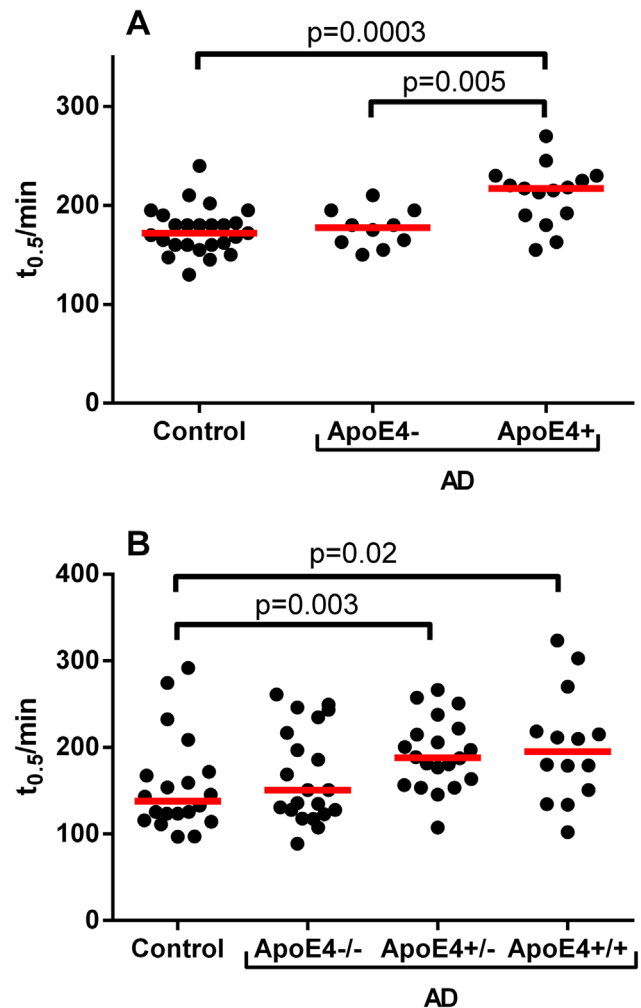 A
p=0.0003
p=0.005
300
200
100
0
t0.5/min
Control ApoE4- ApoE4+
AD
B
p=0.02
p=0.003
400
300
200
100
0
t0.5/min
Control ApoE4-/- ApoE4+/- ApoE4+/+
AD